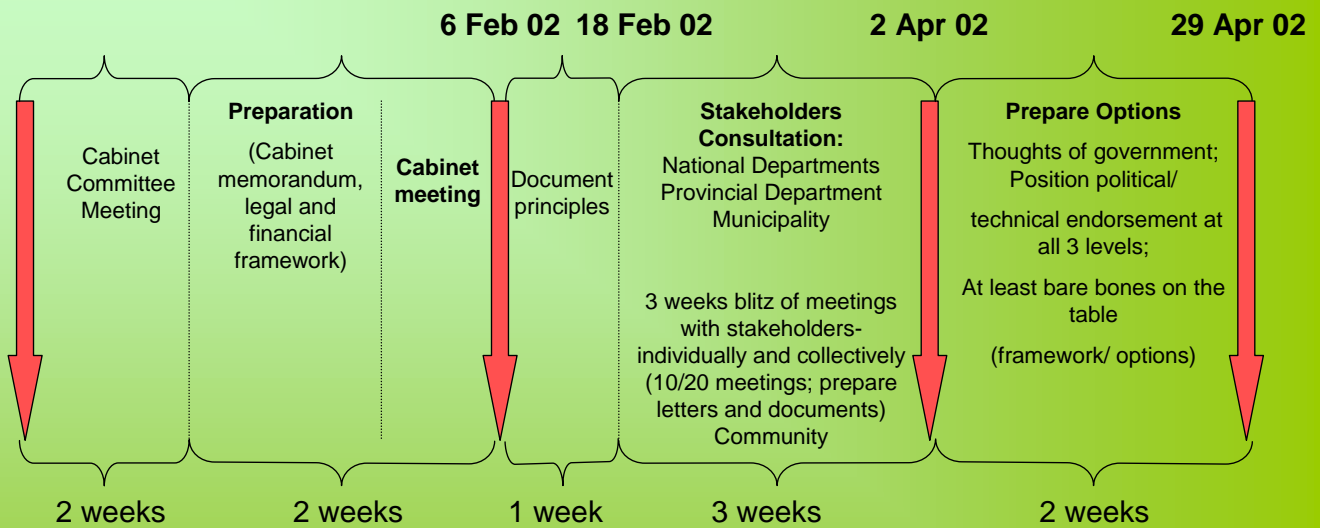 6 Feb 02 18 Feb 02 2 Apr 02 29 Apr 02
Cabinet
Committee
Meeting
Preparation
(Cabinet
memorandum,
legal and
financial
framework)
Cabinet
meeting
Document
principles
Stakeholders
Consultation:
National Departments
Provincial Department
Municipality
3 weeks blitz of meetings
with stakeholders-
individually and collectively
(10/20 meetings; prepare
letters and documents)
Community
Prepare Options
Thoughts of government;
Position political/
technical endorsement at
all 3 levels;
At least bare bones on the
table
(framework/ options)
2 weeks 2 weeks 1 week 3 weeks 2 weeks